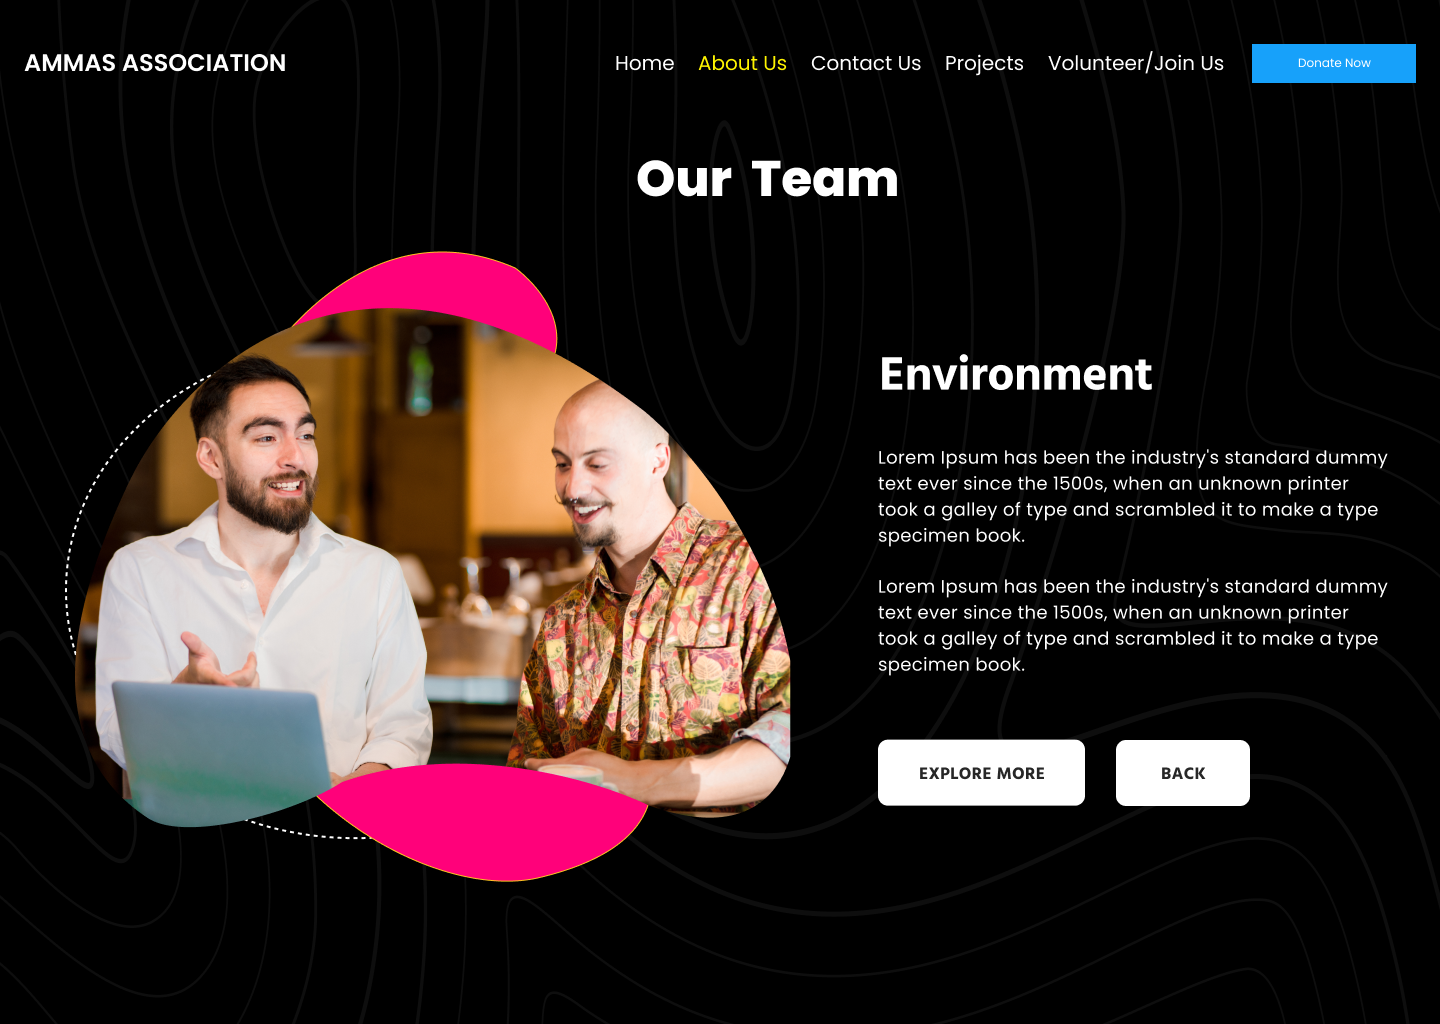 AMMAS ASSOCIATION
Home About Us Contact Us Projects Volunteer/Join Us Donate Now
Our Team
Environment
Lorem Ipsum has been the industry's standard dummy
text ever since the 1500s, when an unknown printer
took a galley of type and scrambled it to make a type
specimen book.
Lorem Ipsum has been the industry's standard dummy
text ever since the 1500s, when an unknown printer
took a galley of type and scrambled it to make a type
specimen book.
EXPLORE MORE BACK